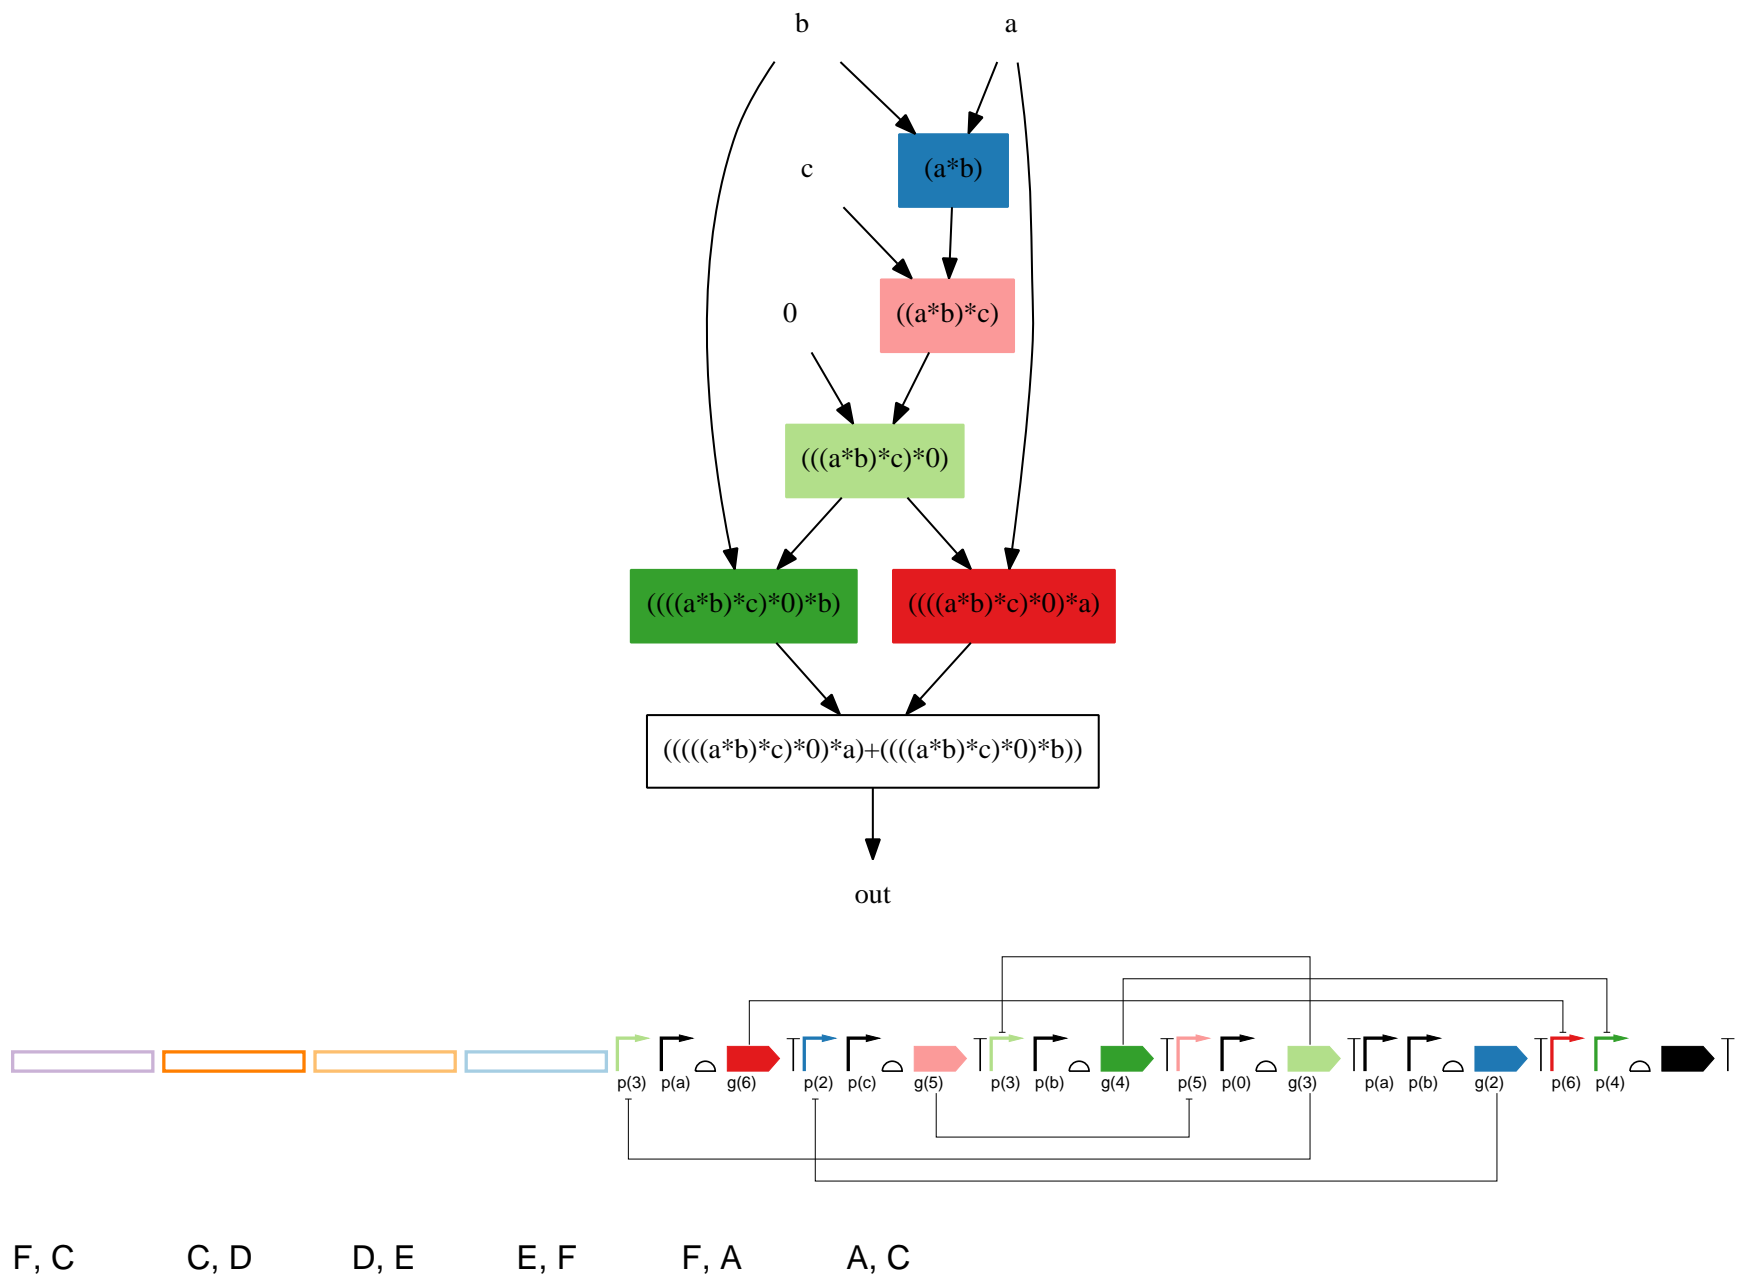 b a
c (a*b)
0 ((a*b)*c)
(((a*b)*c)*0)
((((a*b)*c)*0)*b) ((((a*b)*c)*0)*a)
(((((a*b)*c)*0)*a)+((((a*b)*c)*0)*b))
out
p(3) p(a) g(6) p(2) p(c) g(5) p(3) p(b) g(4) p(5) p(0) g(3) p(a) p(b) g(2) p(6) p(4)
F, C C, D D, E E, F F, A A, C